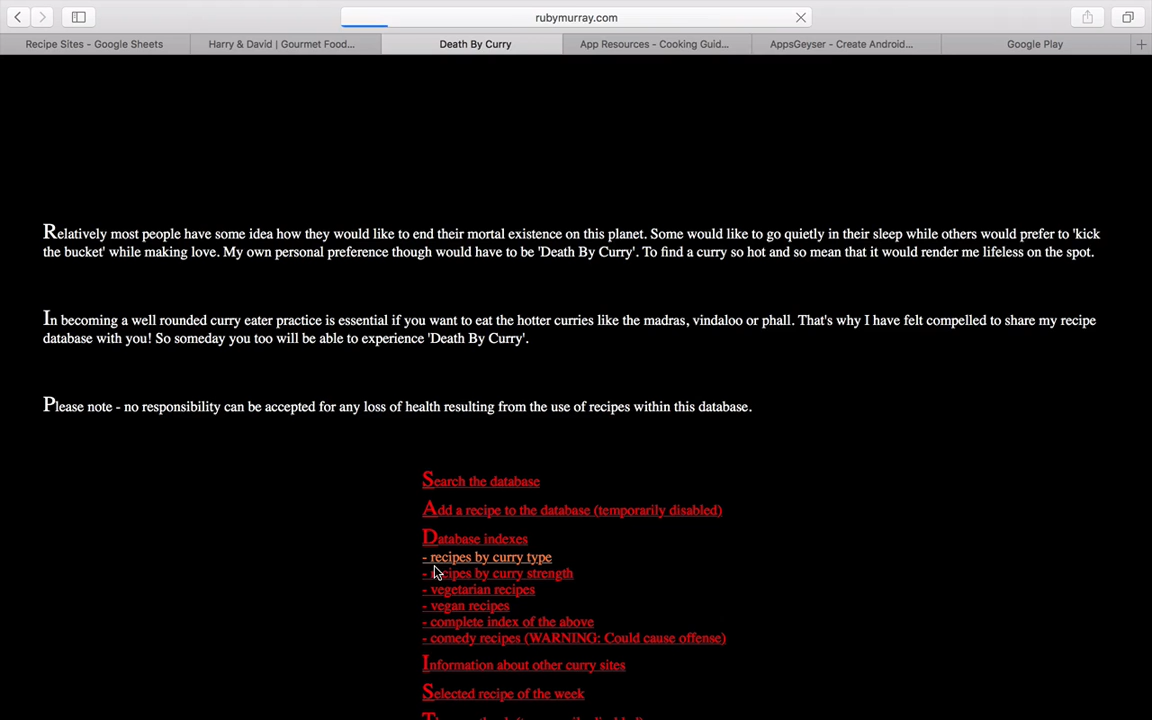 rubymurray.com
Recipe Sites - Google Sheets
Harry & David | Gourmet Food...
Death By Curry
App Resources - Cooking Guid...
AppsGeyser - Create Android...
Google Play
Relatively most people have some idea how they would like to end their mortal existence on this planet. Some would like to go quietly in their sleep while others would prefer to 'kick
the bucket' while making love. My own personal preference though would have to be 'Death By Curry'. To find a curry so hot and so mean that it would render me lifeless on the spot.
In becoming a well rounded curry eater practice is essential if you want to eat the hotter curries like the madras, vindaloo or phall. That's why I have felt compelled to share my recipe
database with you! So someday you too will be able to experience 'Death By Curry'.
Please note - no responsibility can be accepted for any loss of health resulting from the use of recipes within this database.
Search the database
Add a recipe to the database (temporarily disabled)
Database indexes
- recipes by curry type
- recipes by curry strength
- vegetarian recipes
- vegan recipes
- complete index of the above
- comedy recipes (WARNING: Could cause offense)
Information about other curry sites
Selected recipe of the week